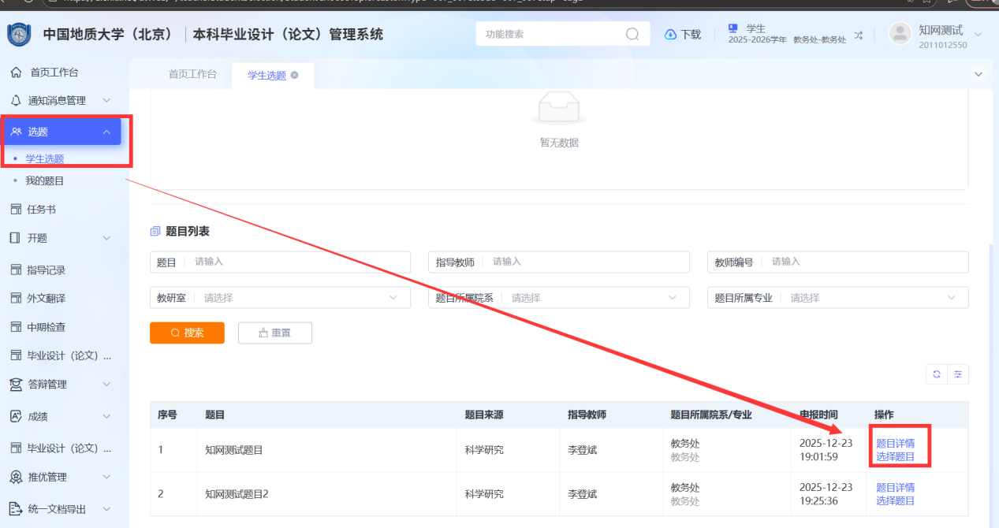 中国地质大学（北京） 本科毕业设计（论文）管理系统
功能搜索
下载
学生
2025-2026学年 教务处-教务处
知网测试
2011012550
首页工作台
通知消息管理
选题
学生选题
我的题目
任务书
开题
指导记录
外文翻译
中期检查
毕业设计（论文）...
答辩管理
成绩
毕业设计（论文）...
推优管理
统一文档导出
首页工作台 学生选题
暂无数据
题目列表
题目 请输入 指导教师 请输入 教师编号 请输入
教研室 请选择 题目所属院系 请选择 题目所属专业 请选择
搜索 重置
序号 题目 题目来源 指导教师 题目所属院系/专业 申报时间 操作
1 知网测试题目 科学研究 李登斌 教务处 2025-12-23 题目详情
教务处 19:01:59 选择题目
2 知网测试题目2 科学研究 李登斌 教务处 2025-12-23 题目详情
教务处 19:25:36 选择题目